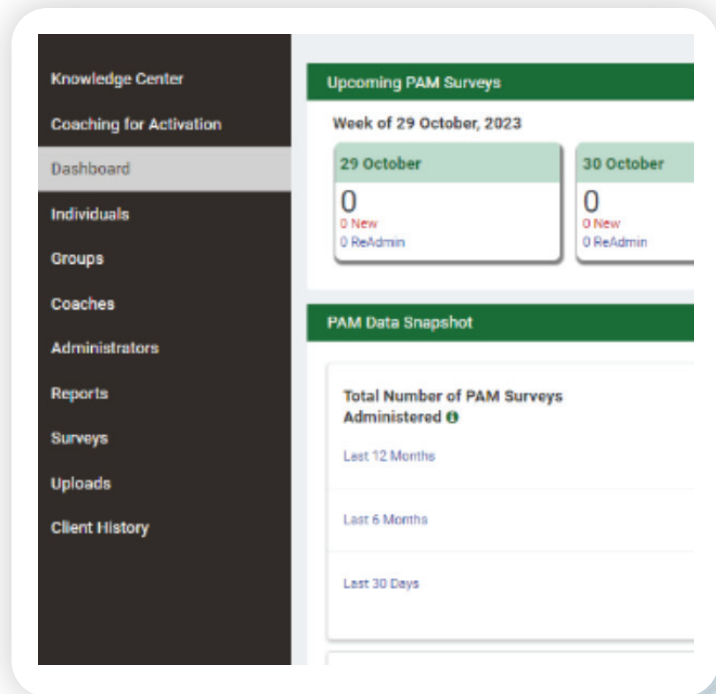 Knowledge Center
Coaching for Activation
Dashboard
Individuals
Groups
Coaches
Administrators
Reports
Surveys
Uploads
Client History
Upcoming PAM Surveys
Week of 29 October, 2023
29 October
0
0 New
0 ReAdmin
30 October
0
0 New
0 ReAdmin
PAM Data Snapshot
Total Number of PAM Surveys
Administered
Last 12 Months
Last 6 Months
Last 30 Days